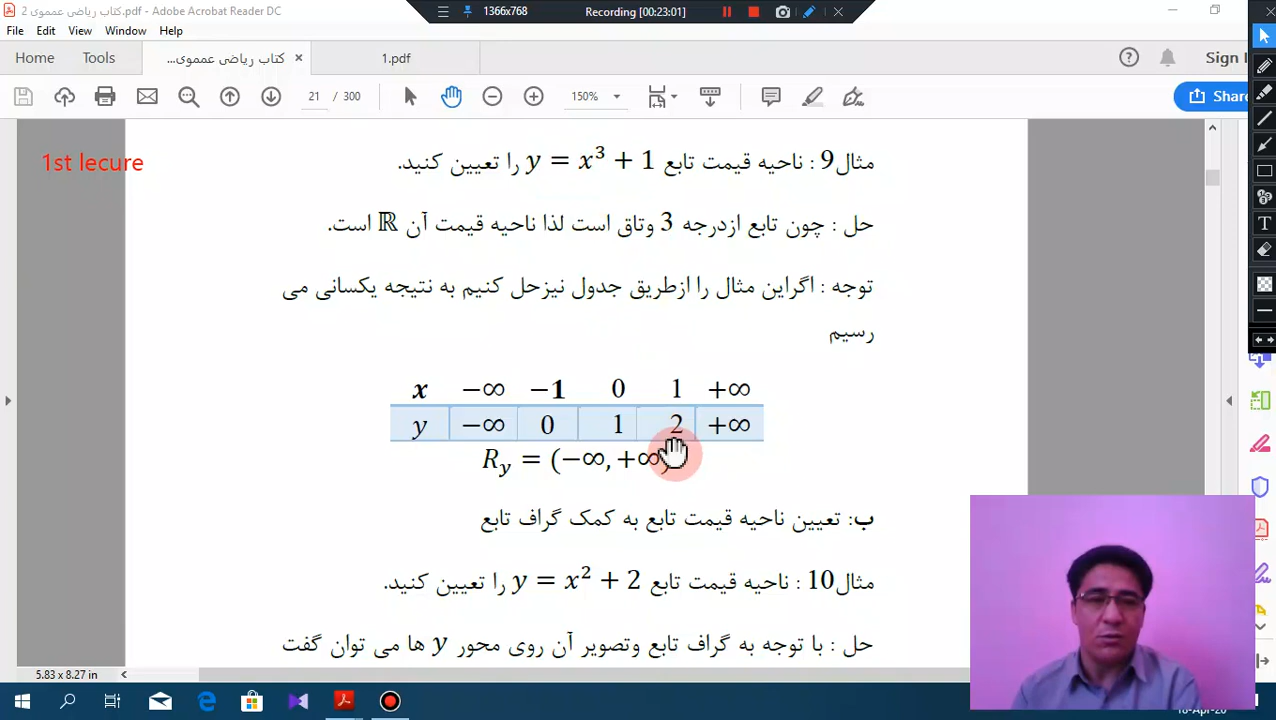 کتاب ریاضی عمموی 2.pdf - Adobe Acrobat Reader DC
1366x768
Recording [00:23:01]
File Edit View Window Help
Home Tools کتاب ریاضی عمموی... 1.pdf Sign
21 / 300 150% Share
1st lecure
مثال9 : ناحیه قیمت تابع y = x³ + 1 را تعیین کنید.
حل : چون تابع ازدرجه 3 وتاق است لذا ناحیه قیمت آن ℝ است.
توجه : اگراین مثال را ازطریق جدول نیزحل کنیم به نتیجه یکسانی می
رسیم
x −∞ −1 0 1 +∞
y −∞ 0 1 2 +∞
R_y = (−∞, +∞)
ب: تعیین ناحیه قیمت تابع به کمک گراف تابع
مثال10 : ناحیه قیمت تابع y = x² + 2 را تعیین کنید.
حل : با توجه به گراف تابع وتصویر آن روی محور y ها می توان گفت
5.83 x 8.27 in